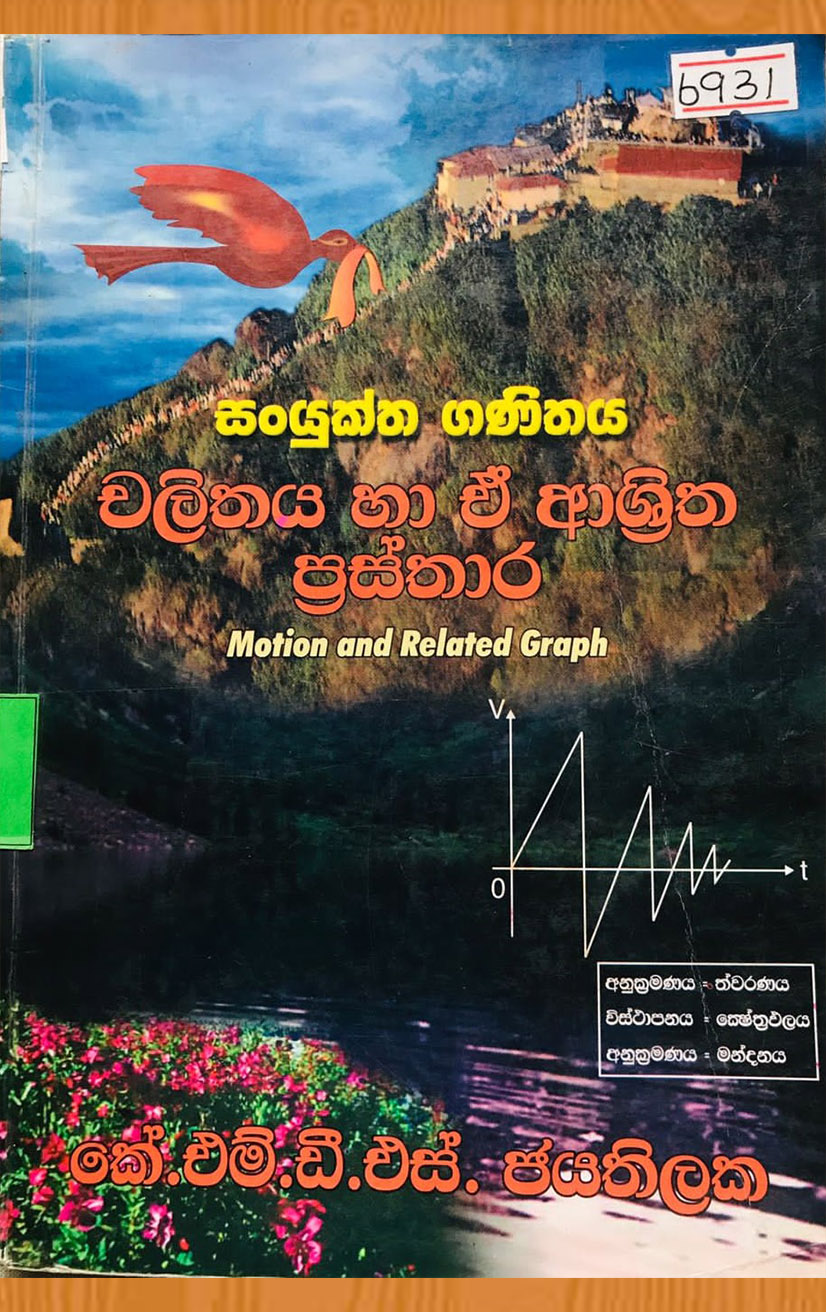 6931
සංයුක්ත ගණිතය
චලිතය හා ඒ ආශ්‍රිත
ප්‍රස්තාර
Motion and Related Graph
V
t
0
අනුක්‍රමණය = ත්වරණය
විස්ථාපනය = ක්‍ෂේත්‍රඵලය
අනුක්‍රමණය = මන්දනය
කේ.එම්.ඩී.එස්. ජයතිලක